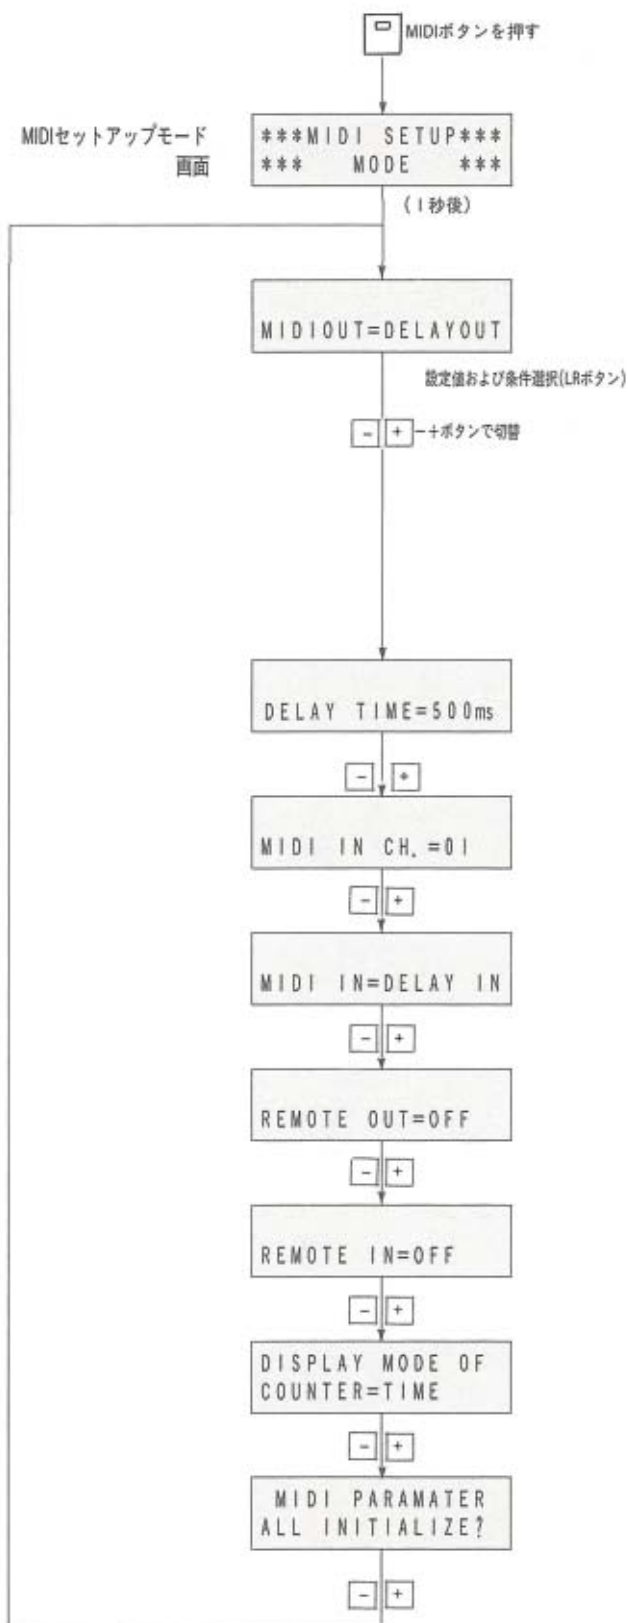 MIDIボタンを押す
MIDIセットアップモード
画面
***MIDI SETUP***
*** MODE ***
(1秒後)
MIDIOUT=DELAYOUT
設定値および条件選択(LRボタン)
- + −+ボタンで切替
DELAY TIME=500ms
- +
MIDI IN CH.=01
- +
MIDI IN=DELAY IN
- +
REMOTE OUT=OFF
- +
REMOTE IN=OFF
- +
DISPLAY MODE OF
COUNTER=TIME
- +
MIDI PARAMATER
ALL INITIALIZE?
- +